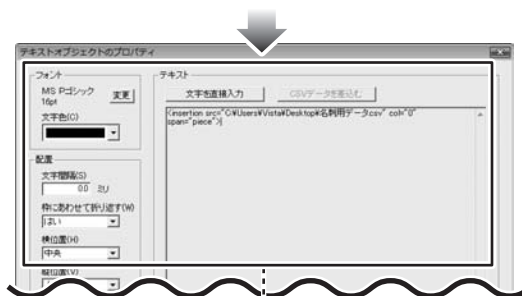 テキストオブジェクトのプロパティ
フォント
MS Pゴシック
16pt
変更
文字色(C)
配置
文字間隔(S)
0.0 ミリ
枠にあわせて折り返す(W)
はい
横位置(H)
中央
縦位置(V)
テキスト
文字を直接入力
CSVデータを差込む
<insertion src="C:¥Users¥Vista¥Desktop¥名刺用データ.csv" col="0"
span="piece">